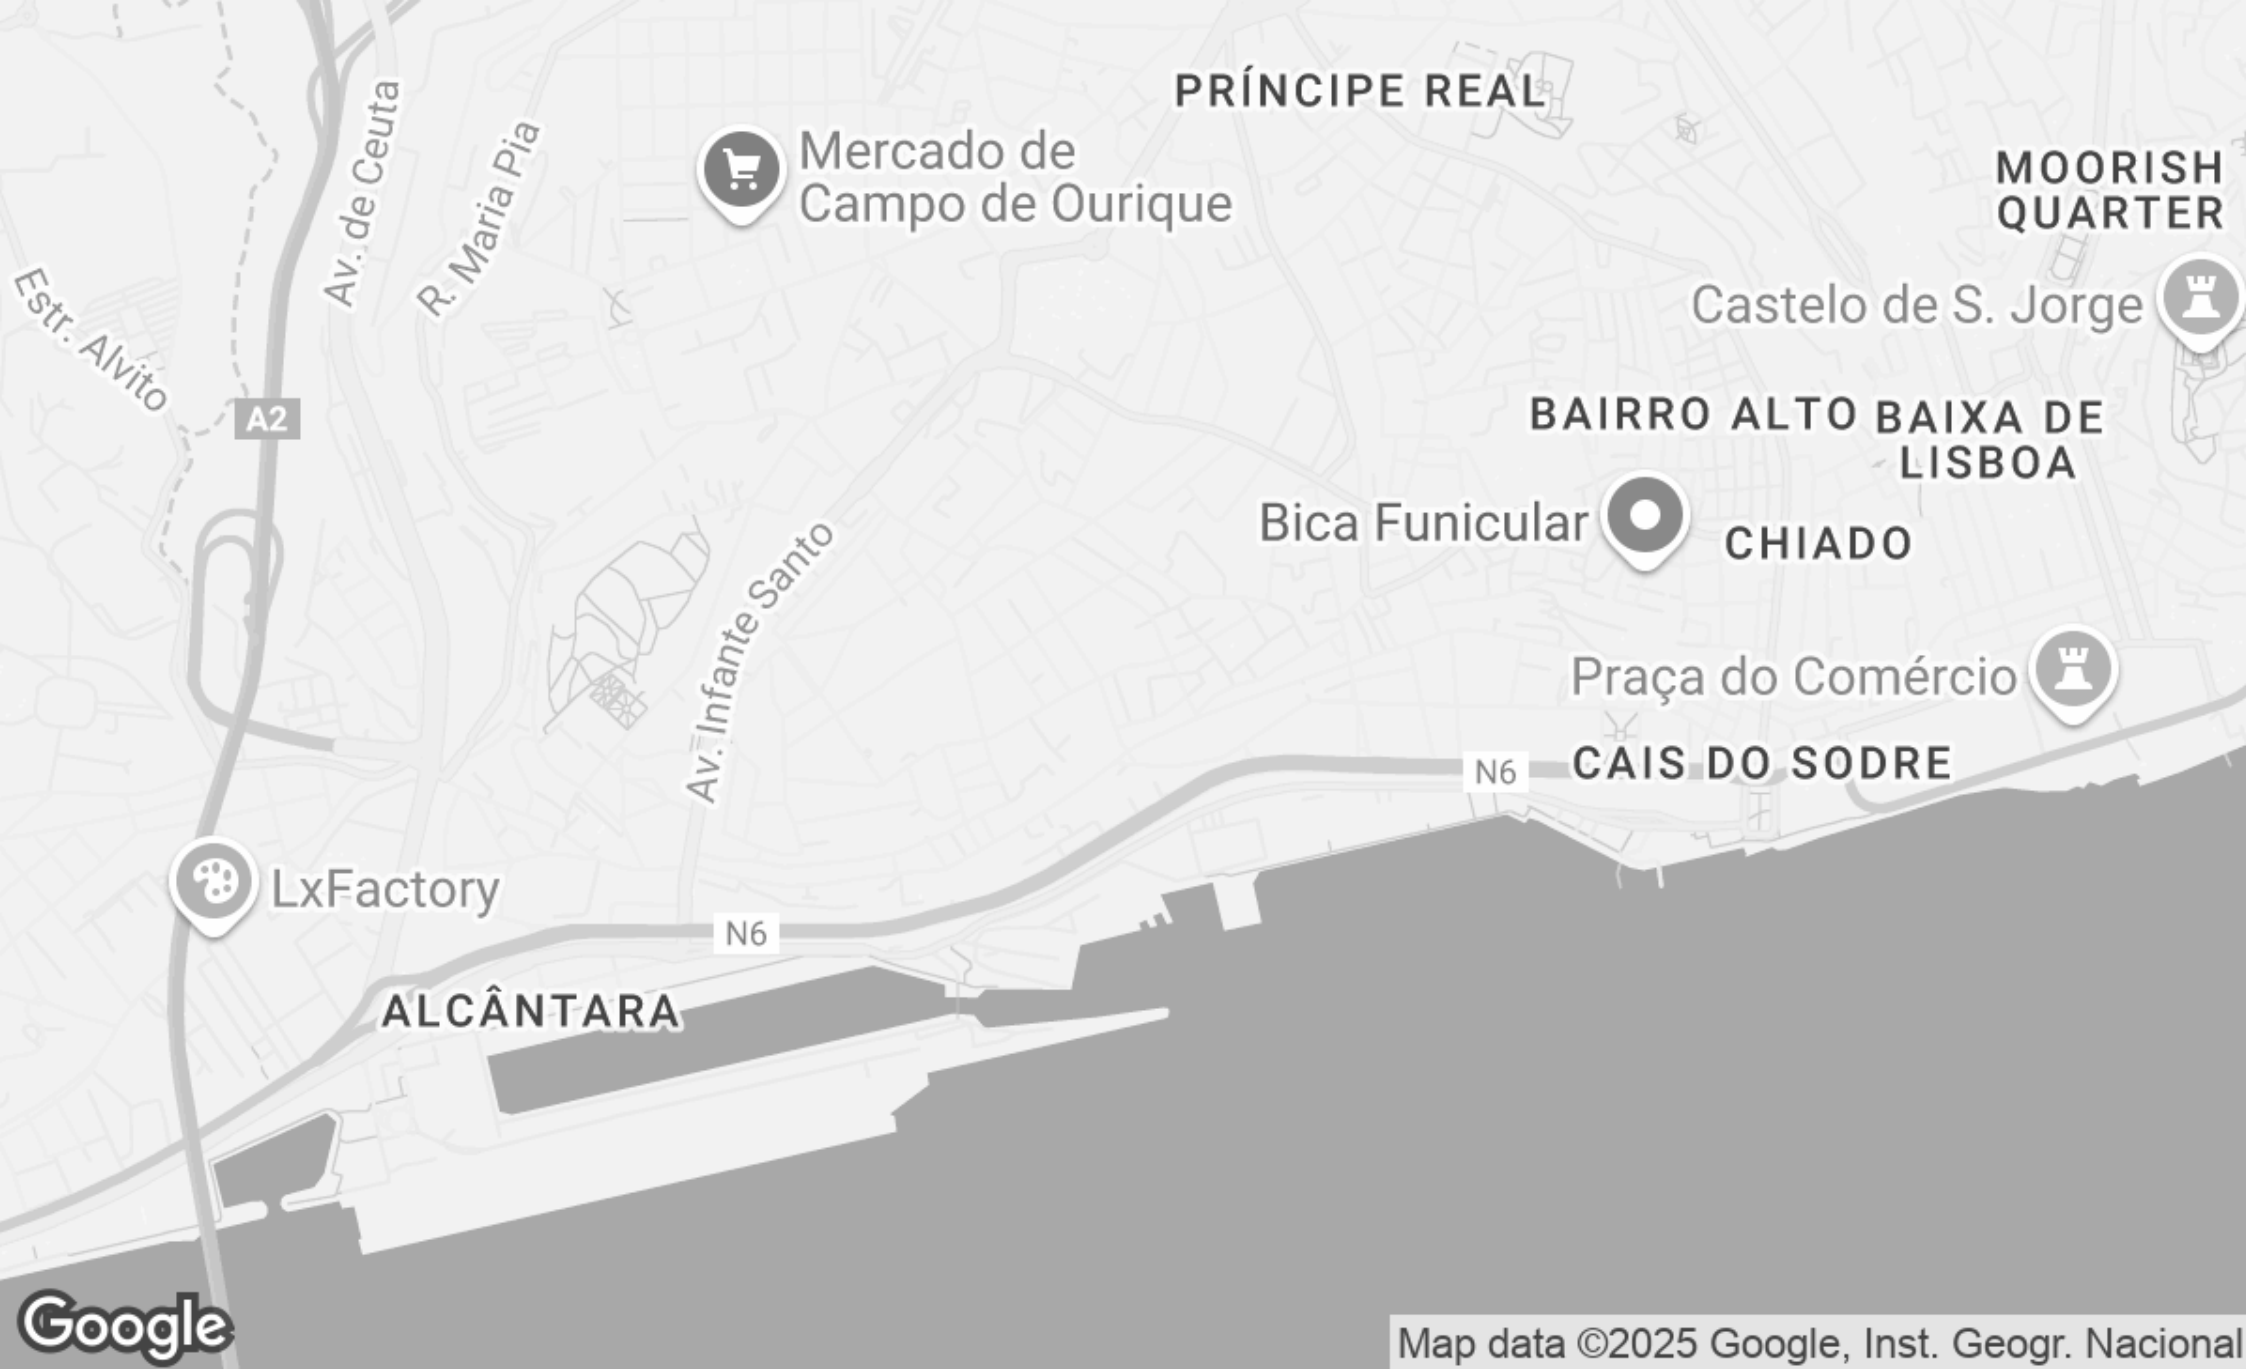 PRÍNCIPE REAL
Av. de Ceuta
R. Maria Pia
Mercado de
Campo de Ourique
MOORISH
QUARTER
Estr. Alvito
Castelo de S. Jorge
A2
BAIRRO ALTO
BAIXA DE
LISBOA
Bica Funicular
CHIADO
Av. Infante Santo
Praça do Comércio
N6
CAIS DO SODRE
LxFactory
N6
ALCÂNTARA
Google
Map data ©2025 Google, Inst. Geogr. Nacional